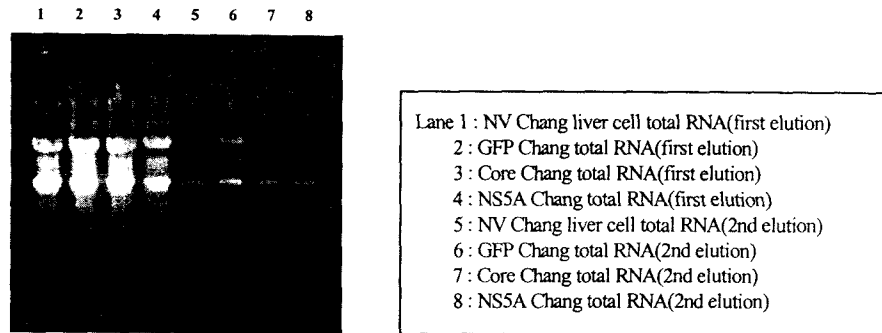 1 2 3 4 5 6 7 8
Lane 1 : NV Chang liver cell total RNA(first elution)
2 : GFP Chang total RNA(first elution)
3 : Core Chang total RNA(first elution)
4 : NS5A Chang total RNA(first elution)
5 : NV Chang liver cell total RNA(2nd elution)
6 : GFP Chang total RNA(2nd elution)
7 : Core Chang total RNA(2nd elution)
8 : NS5A Chang total RNA(2nd elution)